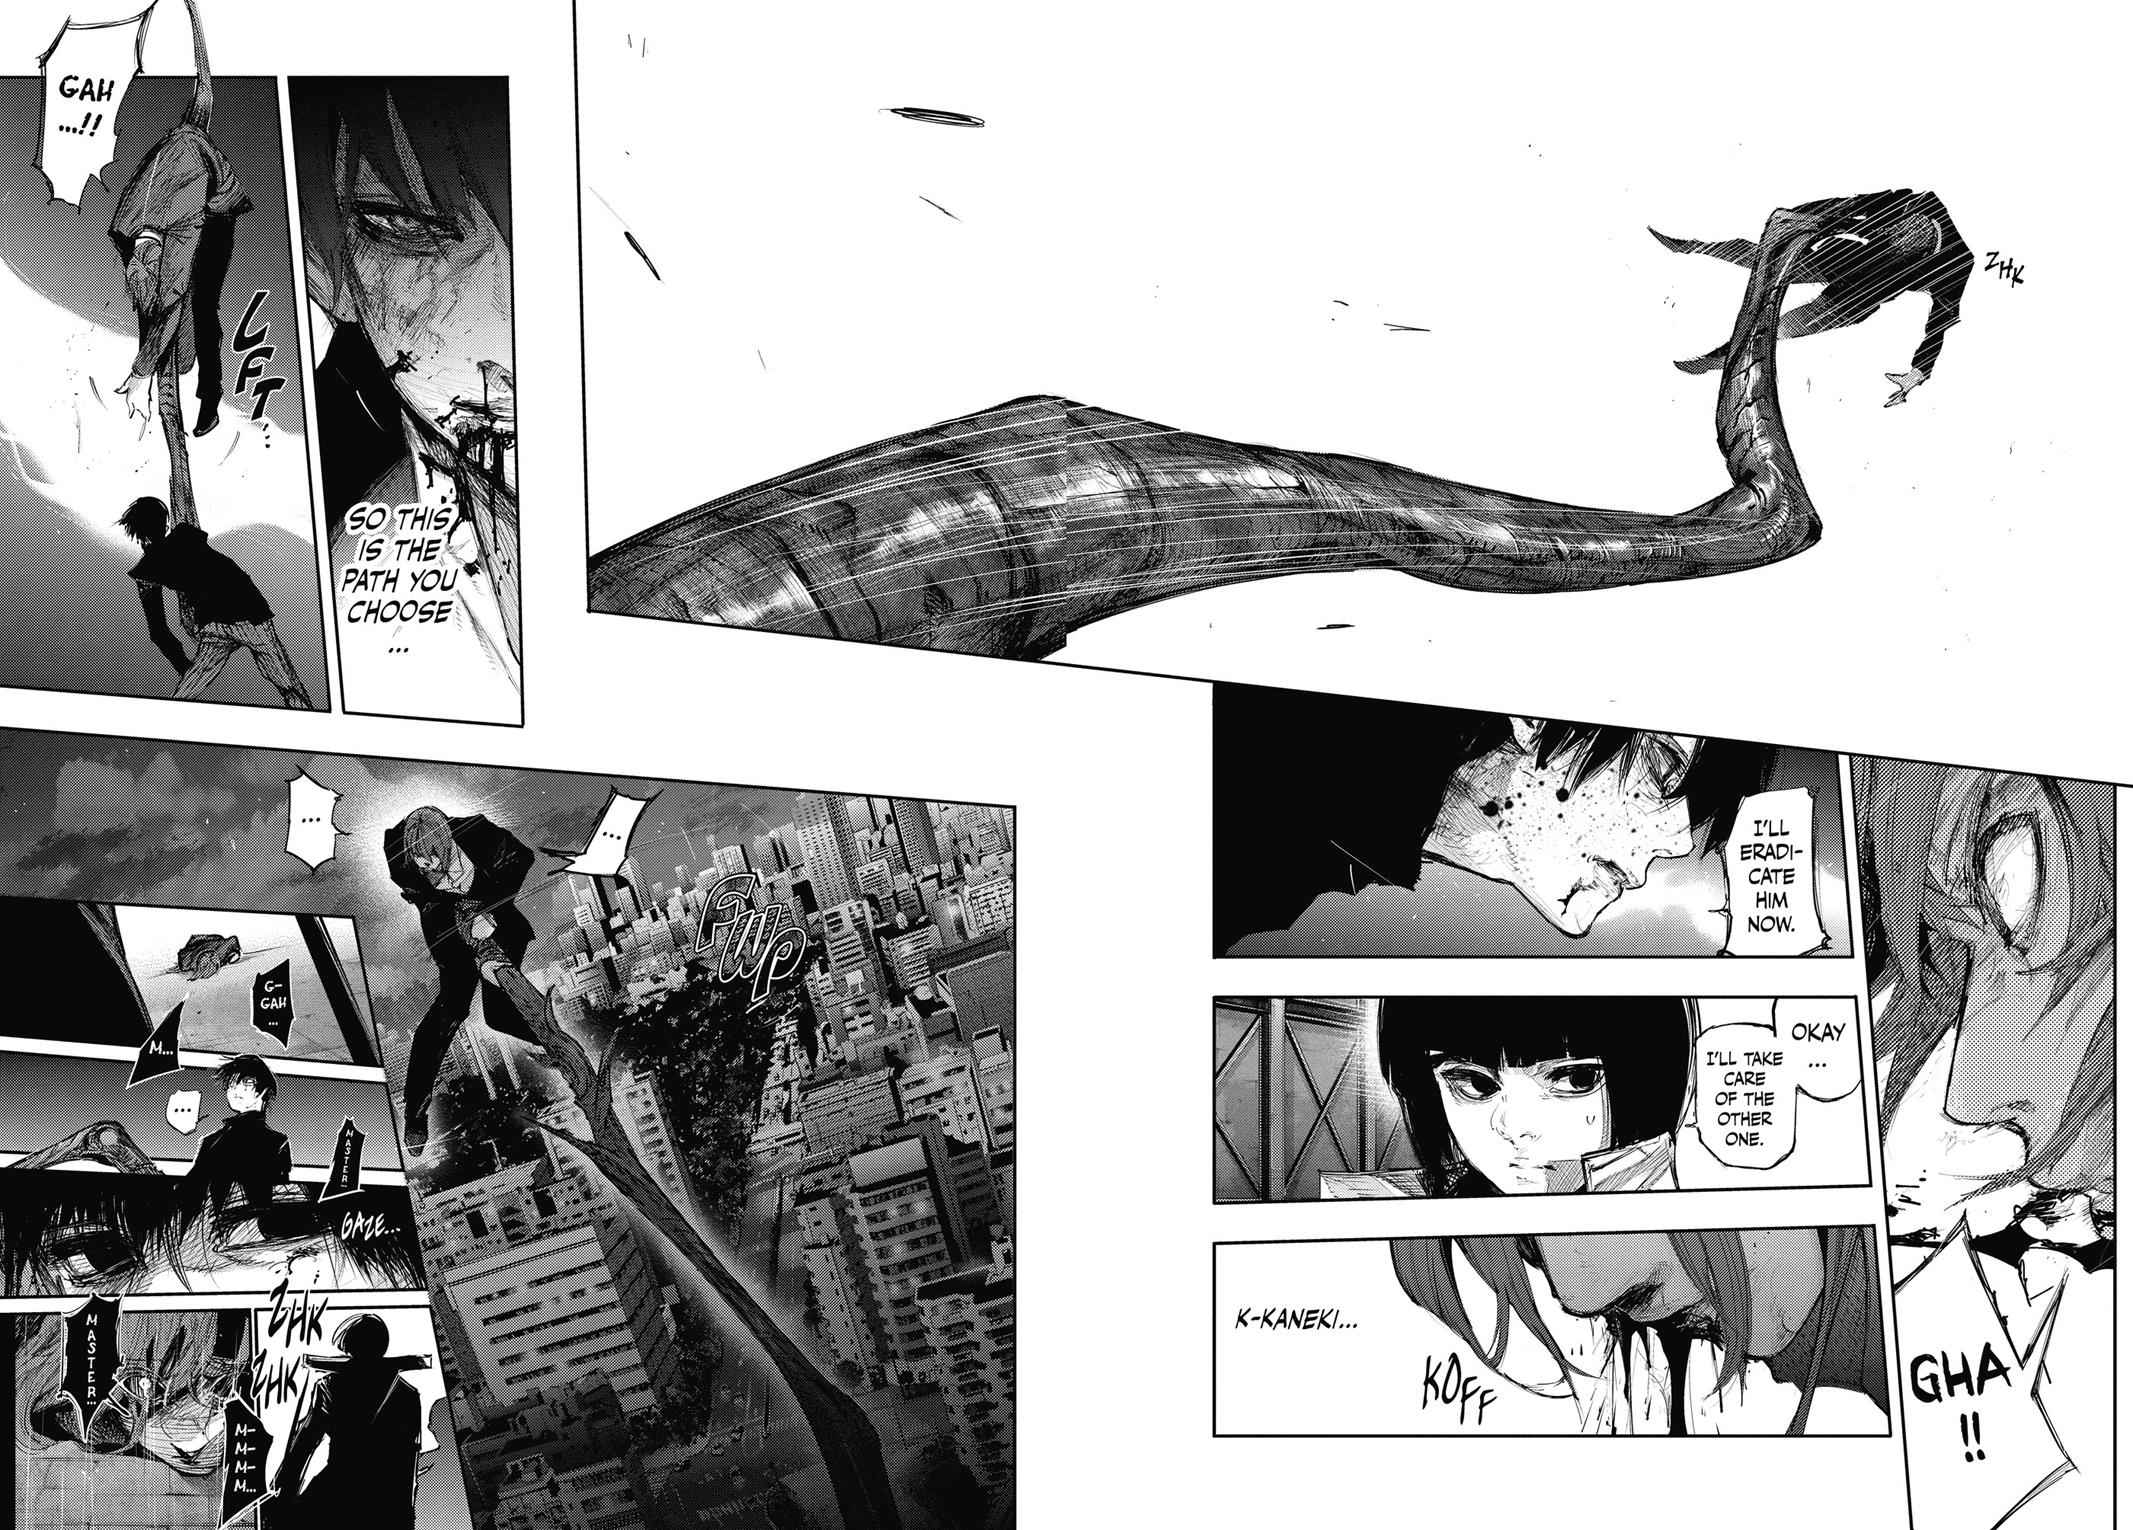 ZHK
GHA
!!
I'LL
ERADI-
CATE
HIM
NOW.
OKAY
...
I'LL TAKE
CARE
OF THE
OTHER
ONE.
K-KANEKI...
KOFF
SO THIS
IS THE
PATH YOU
CHOOSE
...
GAH
...!!
LFT...
...
...
FWP
G-
GAH
...
M...
...
MASTER!
GAZE...
ZHK
ZHK
MASTER...
M-
M-
M-
M...